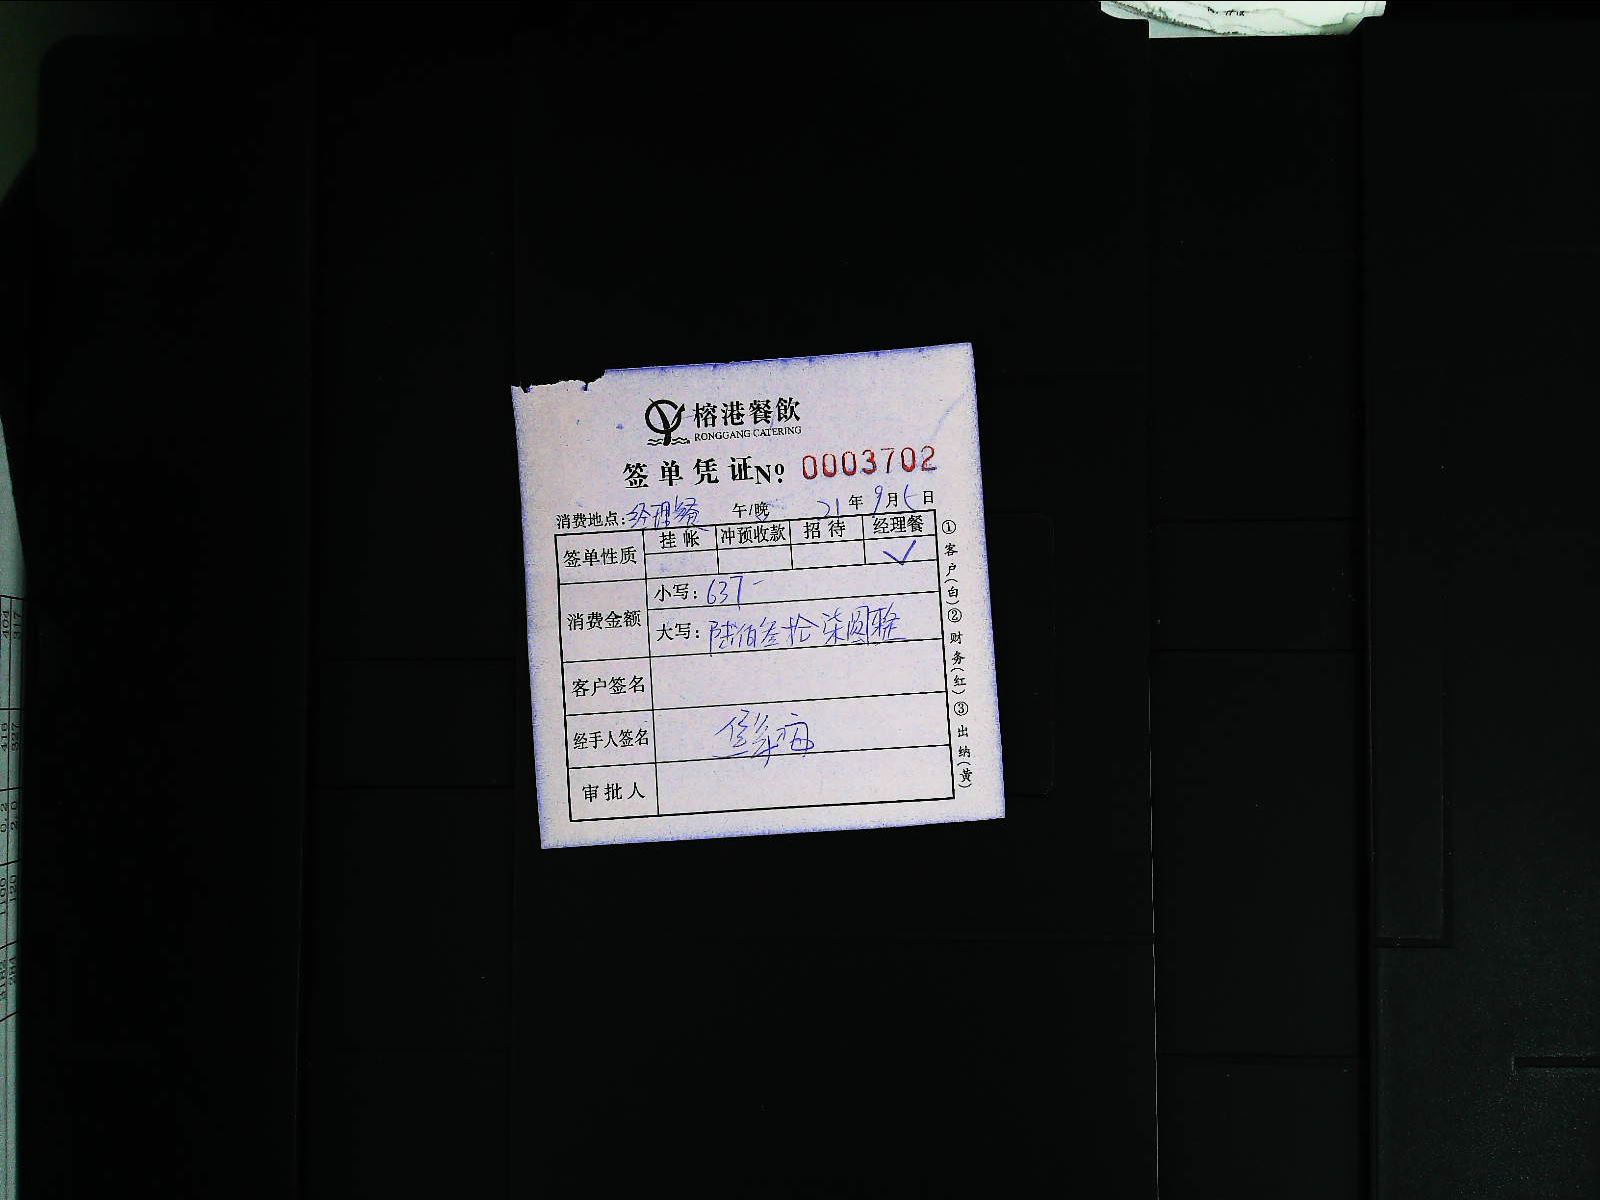 榕港餐飲
RONGGANG CATERING
签单凭证 Nº: 0003702
消费地点: 经理餐 午/晚 21年9月5日
签单性质 挂帐 冲预收款 招待 经理餐
✓
消费金额 小写: 637-
大写: 陆佰叁拾柒圆整
客户签名
经手人签名
审批人
①客户(白)②财务(红)③出纳(黄)